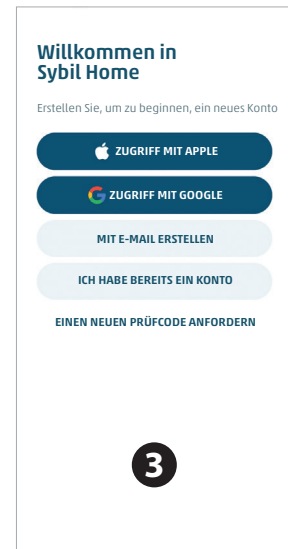 Willkommen in
Sybil Home
Erstellen Sie, um zu beginnen, ein neues Konto
ZUGRIFF MIT APPLE
ZUGRIFF MIT GOOGLE
MIT E-MAIL ERSTELLEN
ICH HABE BEREITS EIN KONTO
EINEN NEUEN PRÜFCODE ANFORDERN
3